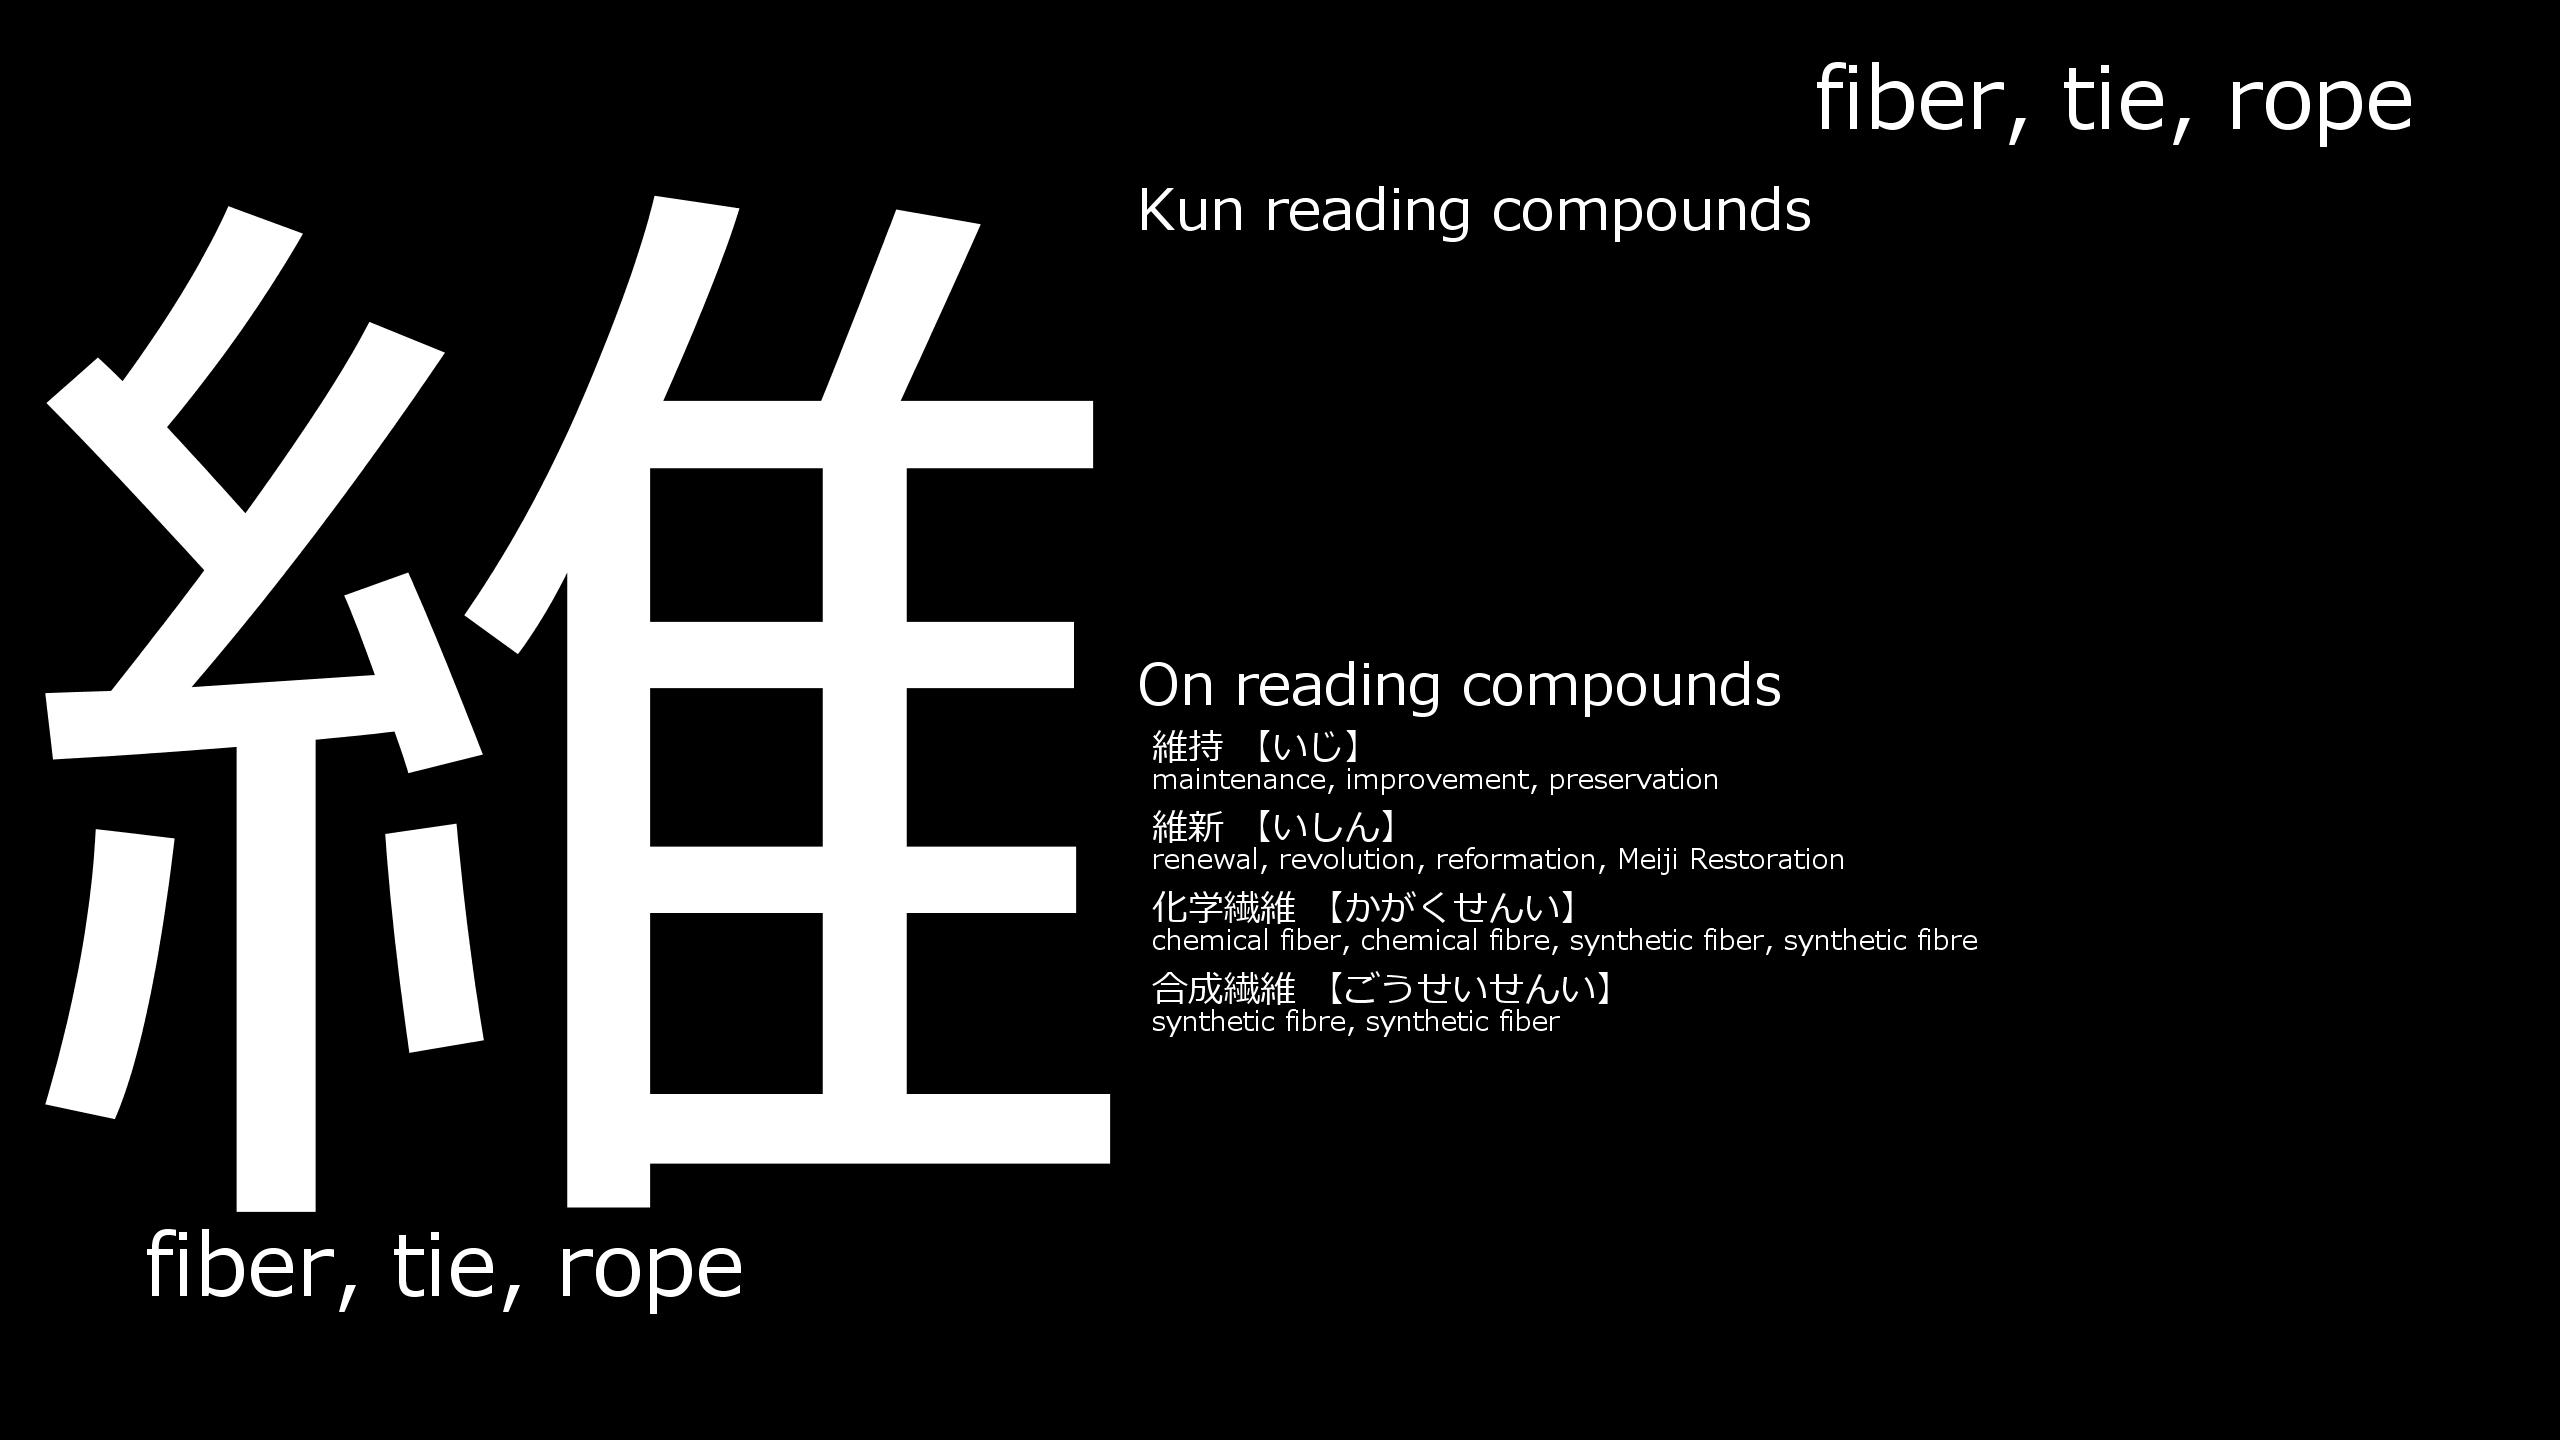 fiber, tie, rope
維
Kun reading compounds
On reading compounds
維持 【いじ】
maintenance, improvement, preservation
維新 【いしん】
renewal, revolution, reformation, Meiji Restoration
化学繊維 【かがくせんい】
chemical fiber, chemical fibre, synthetic fiber, synthetic fibre
合成繊維 【ごうせいせんい】
synthetic fibre, synthetic fiber
fiber, tie, rope